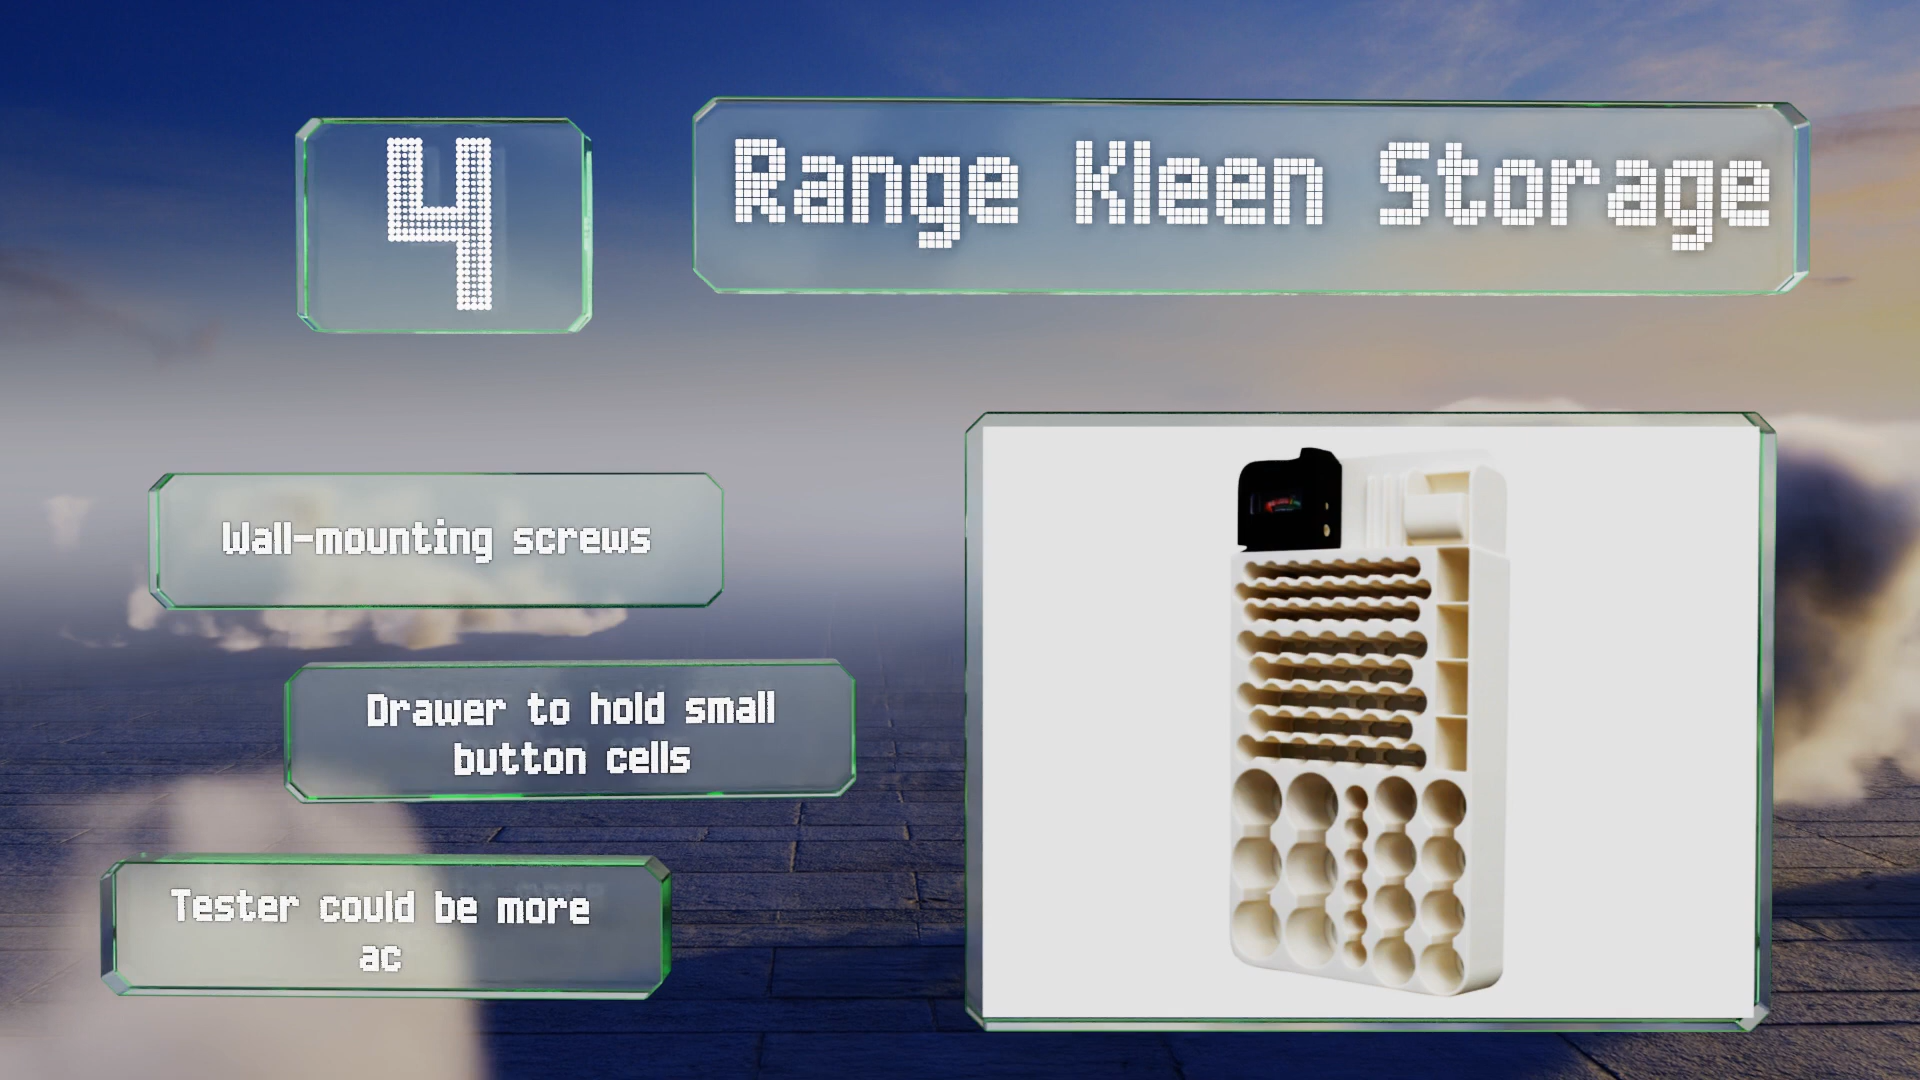 4
Range Kleen Storage
Wall-mounting screws
Drawer to hold small
button cells
Tester could be more
ac